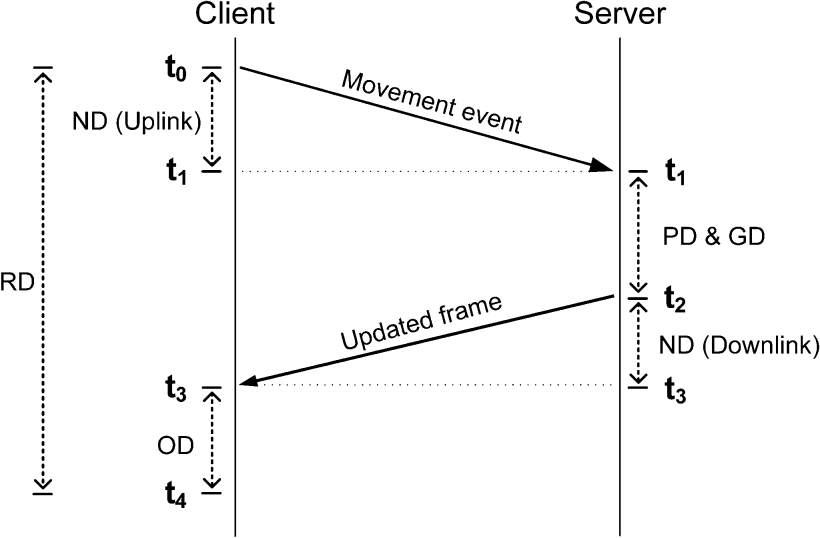 Client
Server
t0
Movement event
ND (Uplink)
t1
t1
PD & GD
RD
t2
Updated frame
ND (Downlink)
t3
t3
OD
t4